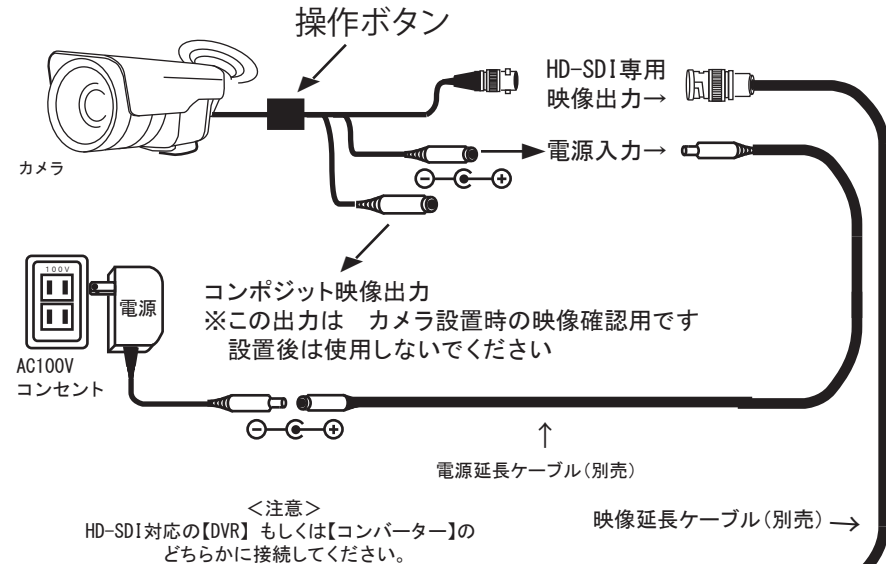 操作ボタン
HD-SDI専用
映像出力→
電源入力→
カメラ
100V
電源
コンポジット映像出力
※この出力は　カメラ設置時の映像確認用です
設置後は使用しないでください
AC100V
コンセント
↑
電源延長ケーブル(別売)
＜注意＞
HD-SDI対応の【DVR】もしくは【コンバーター】の
どちらかに接続してください。
映像延長ケーブル(別売)→